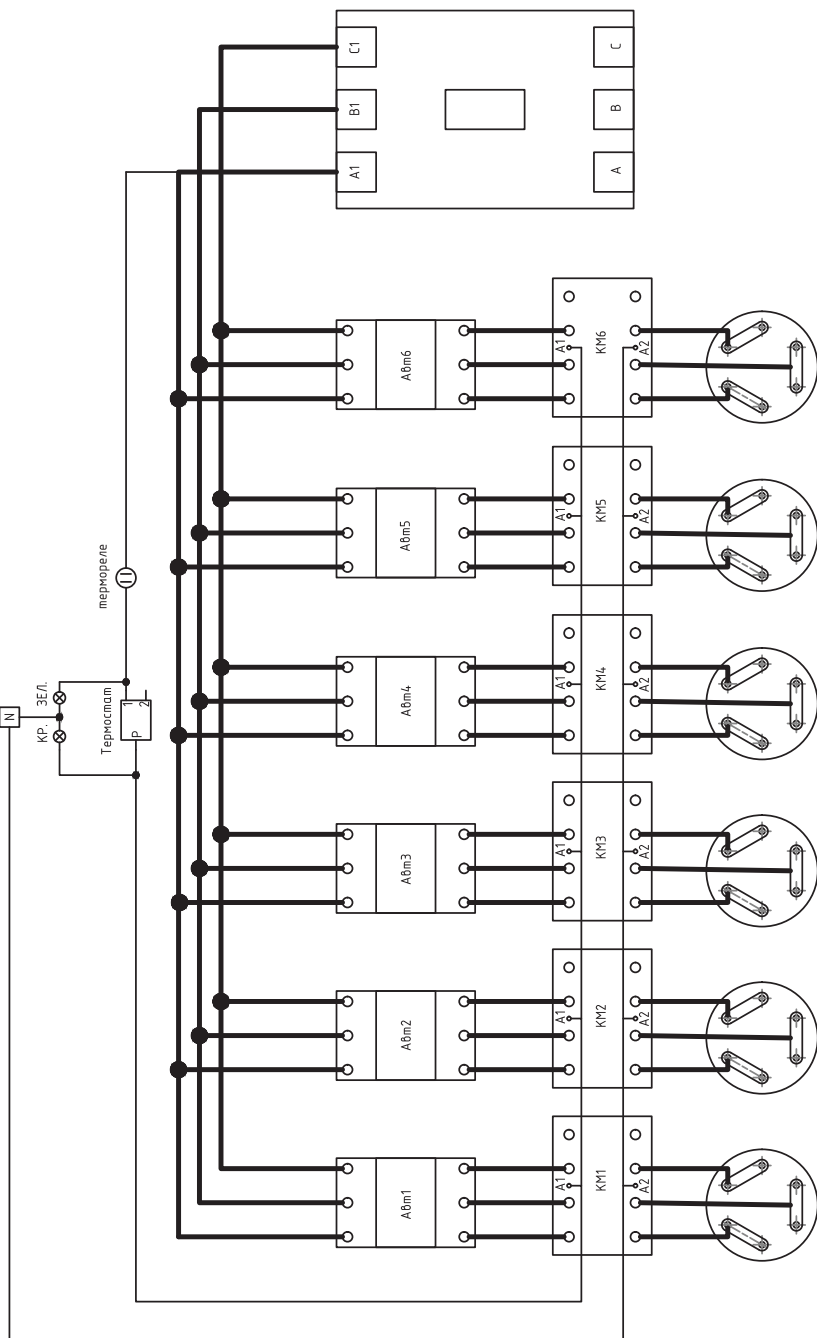 C1
C
B1
B
A1
A
Авт6
A1
КМ6
A2
Авт5
A1
КМ5
A2
термореле
N
КР.
ЗЕЛ.
Термостат
1
2
P
Авт4
A1
КМ4
A2
Авт3
A1
КМ3
A2
Авт2
A1
КМ2
A2
Авт1
A1
КМ1
A2